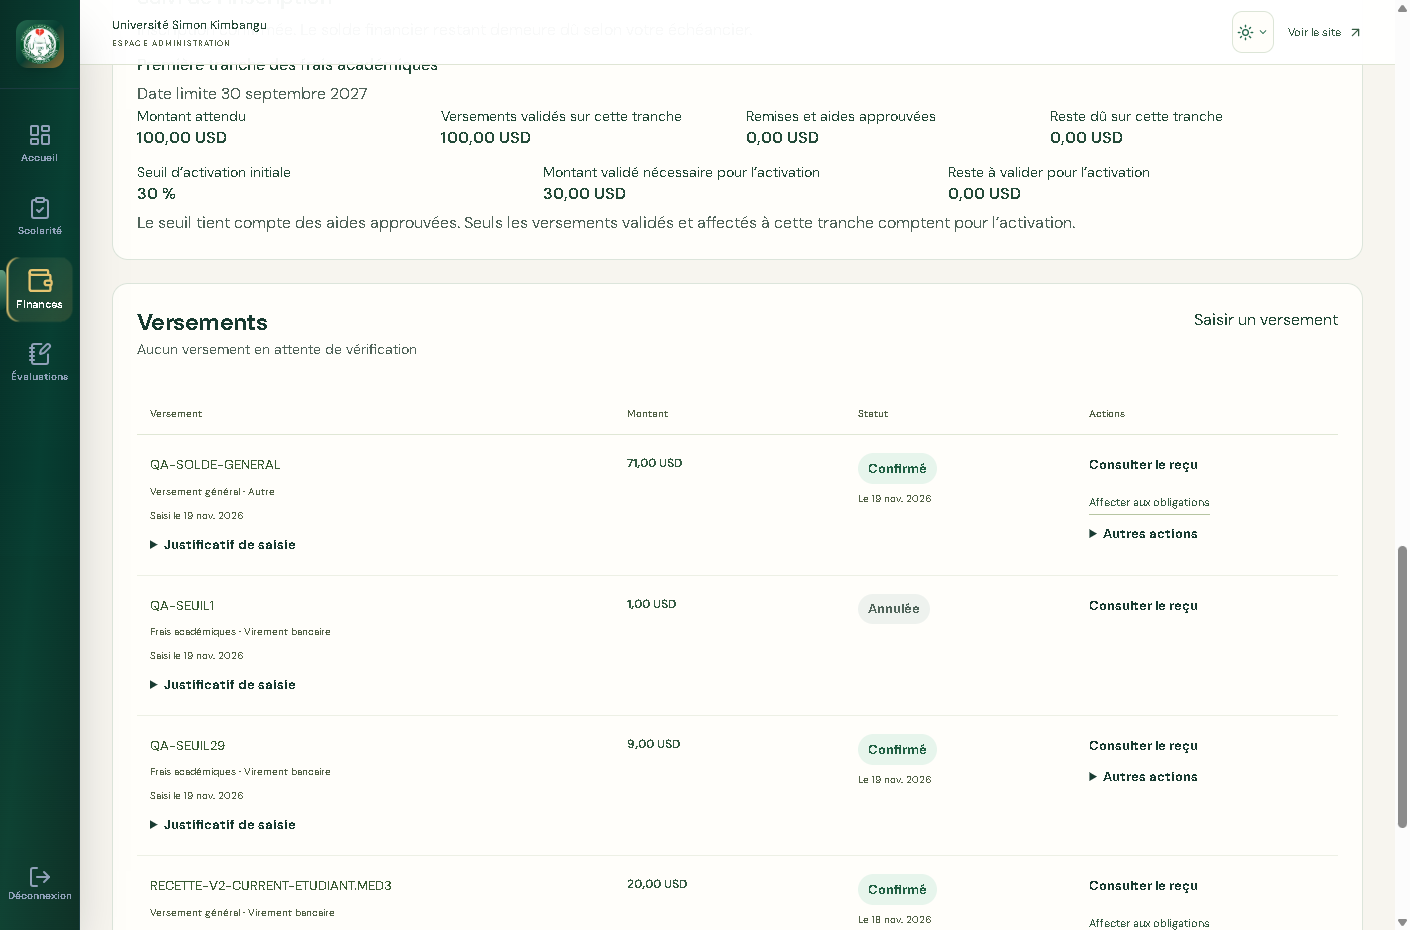 Université Simon Kimbangu
ESPACE ADMINISTRATION
Voir le site
Le solde financier restant demeure dû selon votre échéancier.
Première tranche des frais académiques
Date limite 30 septembre 2027
Montant attendu
100,00 USD
Versements validés sur cette tranche
100,00 USD
Remises et aides approuvées
0,00 USD
Reste dû sur cette tranche
0,00 USD
Seuil d’activation initiale
30 %
Montant validé nécessaire pour l’activation
30,00 USD
Reste à valider pour l’activation
0,00 USD
Le seuil tient compte des aides approuvées. Seuls les versements validés et affectés à cette tranche comptent pour l’activation.
Accueil
Scolarité
Finances
Évaluations
Déconnexion
Versements
Saisir un versement
Aucun versement en attente de vérification
Versement Montant Statut Actions
QA-SOLDE-GENERAL
Versement général · Autre
Saisi le 19 nov. 2026
Justificatif de saisie
71,00 USD
Confirmé
Le 19 nov. 2026
Consulter le reçu
Affecter aux obligations
Autres actions
QA-SEUIL1
Frais académiques · Virement bancaire
Saisi le 19 nov. 2026
Justificatif de saisie
1,00 USD
Annulée
Consulter le reçu
QA-SEUIL29
Frais académiques · Virement bancaire
Saisi le 19 nov. 2026
Justificatif de saisie
9,00 USD
Confirmé
Le 19 nov. 2026
Consulter le reçu
Autres actions
RECETTE-V2-CURRENT-ETUDIANT.MED3
Versement général · Virement bancaire
20,00 USD
Confirmé
Le 18 nov. 2026
Consulter le reçu
Affecter aux obligations